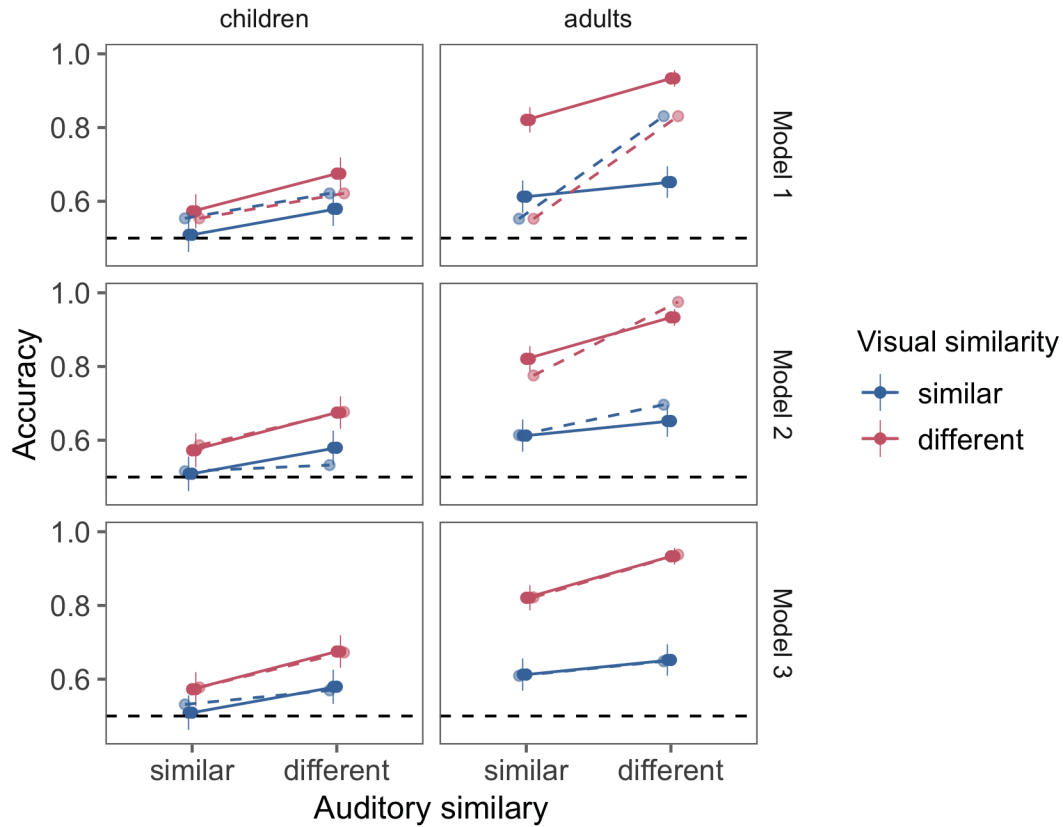 children
adults
1.0
0.8
0.6
Model 1
1.0
0.8
0.6
Model 2
1.0
0.8
0.6
Model 3
Accuracy
similar
different
similar
different
Auditory similary
Visual similarity
similar
different